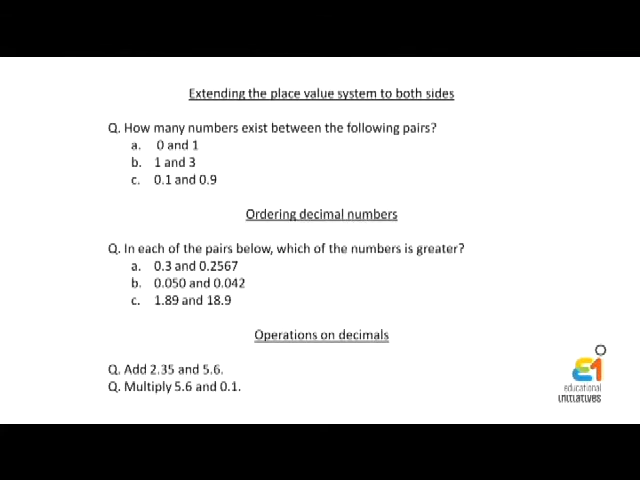 Extending the place value system to both sides
Q. How many numbers exist between the following pairs?
a. 0 and 1
b. 1 and 3
c. 0.1 and 0.9
Ordering decimal numbers
Q. In each of the pairs below, which of the numbers is greater?
a. 0.3 and 0.2567
b. 0.050 and 0.042
c. 1.89 and 18.9
Operations on decimals
Q. Add 2.35 and 5.6.
Q. Multiply 5.6 and 0.1.
educational
initiatives